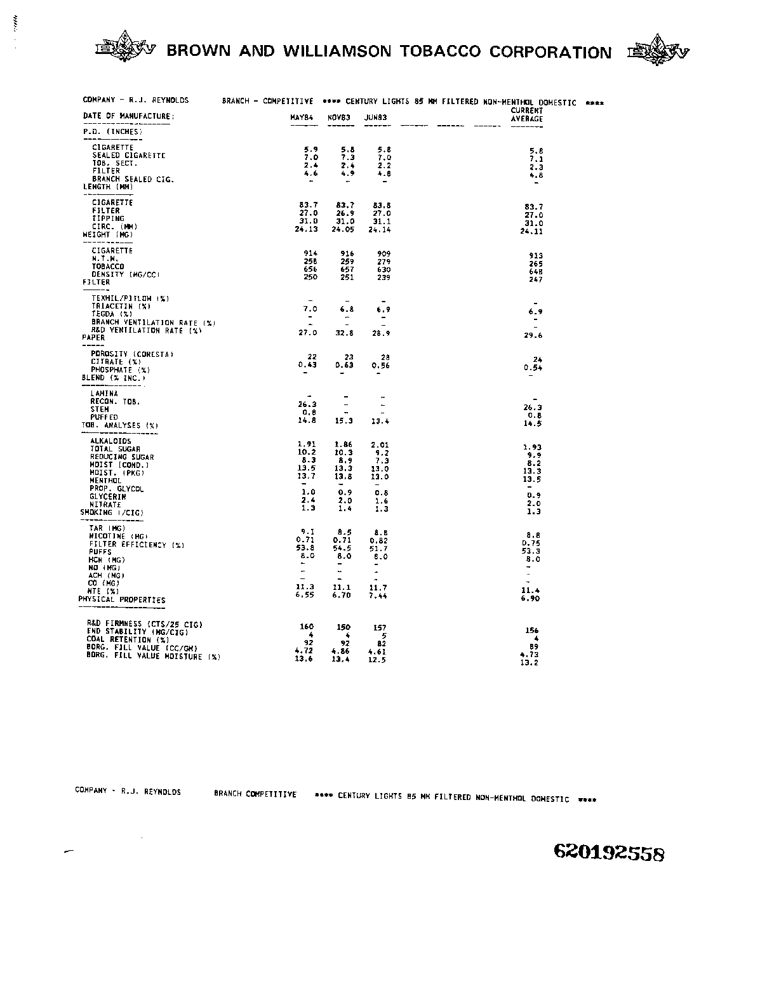 B&W BROWN AND WILLIAMSON TOBACCO CORPORATION B&W
COMPANY - R.J. REYNOLDS BRANCH - COMPETITIVE **** CENTURY LIGHTS 85 MM FILTERED NON-MENTHOL DOMESTIC ****
CURRENT
DATE OF MANUFACTURE: MAY84 NOV83 JUN83 AVERAGE
P.D. (INCHES)
CIGARETTE 5.9 5.8 5.8 5.8
SEALED CIGARETTE 7.0 7.3 7.0 7.1
TOB. SECT. 2.4 2.4 2.2 2.3
FILTER 4.6 4.9 4.8 4.8
BRANCH SEALED CIG. - - - -
LENGTH (MM)
CIGARETTE 83.7 83.7 83.8 83.7
FILTER 27.0 26.9 27.0 27.0
TIPPING 31.0 31.0 31.1 31.0
CIRC. (MM) 24.13 24.05 24.14 24.11
WEIGHT (MG)
CIGARETTE 914 916 909 913
N.T.M. 258 259 279 265
TOBACCO 656 657 630 648
DENSITY (MG/CC) 250 251 239 247
FILTER
TEXMIL/PITLOW (%) - - - -
TRIACETIN (%) 7.0 6.8 6.9 6.9
TEGDA (%) - - - -
BRANCH VENTILATION RATE (%) - - - -
R&D VENTILATION RATE (%) 27.0 32.8 28.9 29.6
PAPER
POROSITY (CORESTA) 22 23 28 24
CITRATE (%) 0.43 0.63 0.56 0.54
PHOSPHATE (%) - - - -
BLEND (% INC.)
LAMINA - - - -
RECON. TOB. 26.3 - - 26.3
STEM 0.8 - - 0.8
PUFFED 14.8 15.3 13.4 14.5
TOB. ANALYSES (%)
ALKALOIDS 1.91 1.86 2.01 1.93
TOTAL SUGAR 10.2 10.3 9.2 9.9
REDUCING SUGAR 8.3 8.9 7.3 8.2
MOIST (COND.) 13.5 13.3 13.0 13.3
MOIST. (PKG) 13.7 13.8 13.0 13.5
MENTHOL - - - -
PROP. GLYCOL 1.0 0.9 0.8 0.9
GLYCERIN 2.4 2.0 1.6 2.0
NITRATE 1.3 1.4 1.3 1.3
SMOKING (/CIG)
TAR (MG) 9.1 8.5 8.8 8.8
NICOTINE (MG) 0.71 0.71 0.82 0.75
FILTER EFFICIENCY (%) 53.8 54.5 51.7 53.3
PUFFS 8.0 8.0 8.0 8.0
HCN (MG) - - - -
NO (MG) - - - -
ACH (MG) - - - -
CO (MG) 11.3 11.1 11.7 11.4
NTE (%) 6.55 6.70 7.44 6.90
PHYSICAL PROPERTIES
R&D FIRMNESS (CTS/25 CIG) 160 150 157 156
END STABILITY (MG/CIG) 4 4 5 4
COAL RETENTION (%) 92 92 82 89
BORG. FILL VALUE (CC/GM) 4.72 4.86 4.61 4.73
BORG. FILL VALUE MOISTURE (%) 13.6 13.4 12.5 13.2
COMPANY - R.J. REYNOLDS BRANCH COMPETITIVE **** CENTURY LIGHTS 85 MM FILTERED NON-MENTHOL DOMESTIC ****
620192558